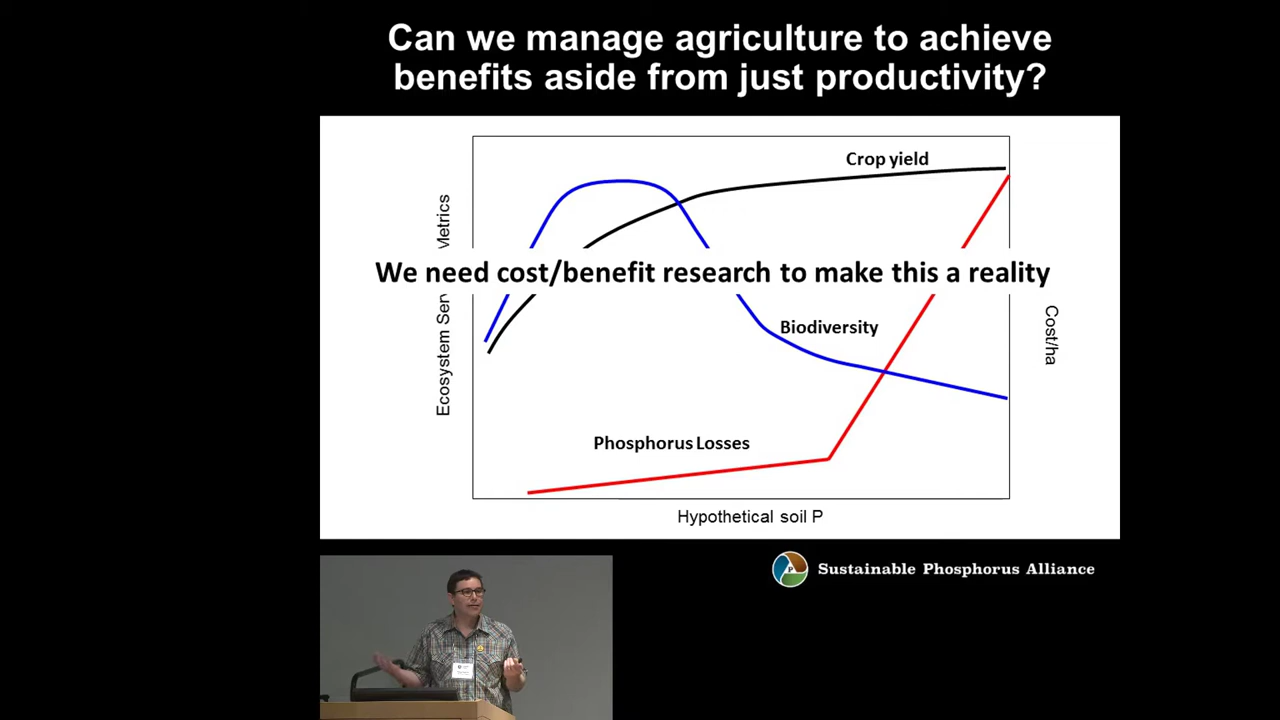 Can we manage agriculture to achieve
benefits aside from just productivity?
Crop yield
Metrics
We need cost/benefit research to make this a reality
Ecosystem
Biodiversity
Cost/ha
Phosphorus Losses
Hypothetical soil P
P
Sustainable Phosphorus Alliance